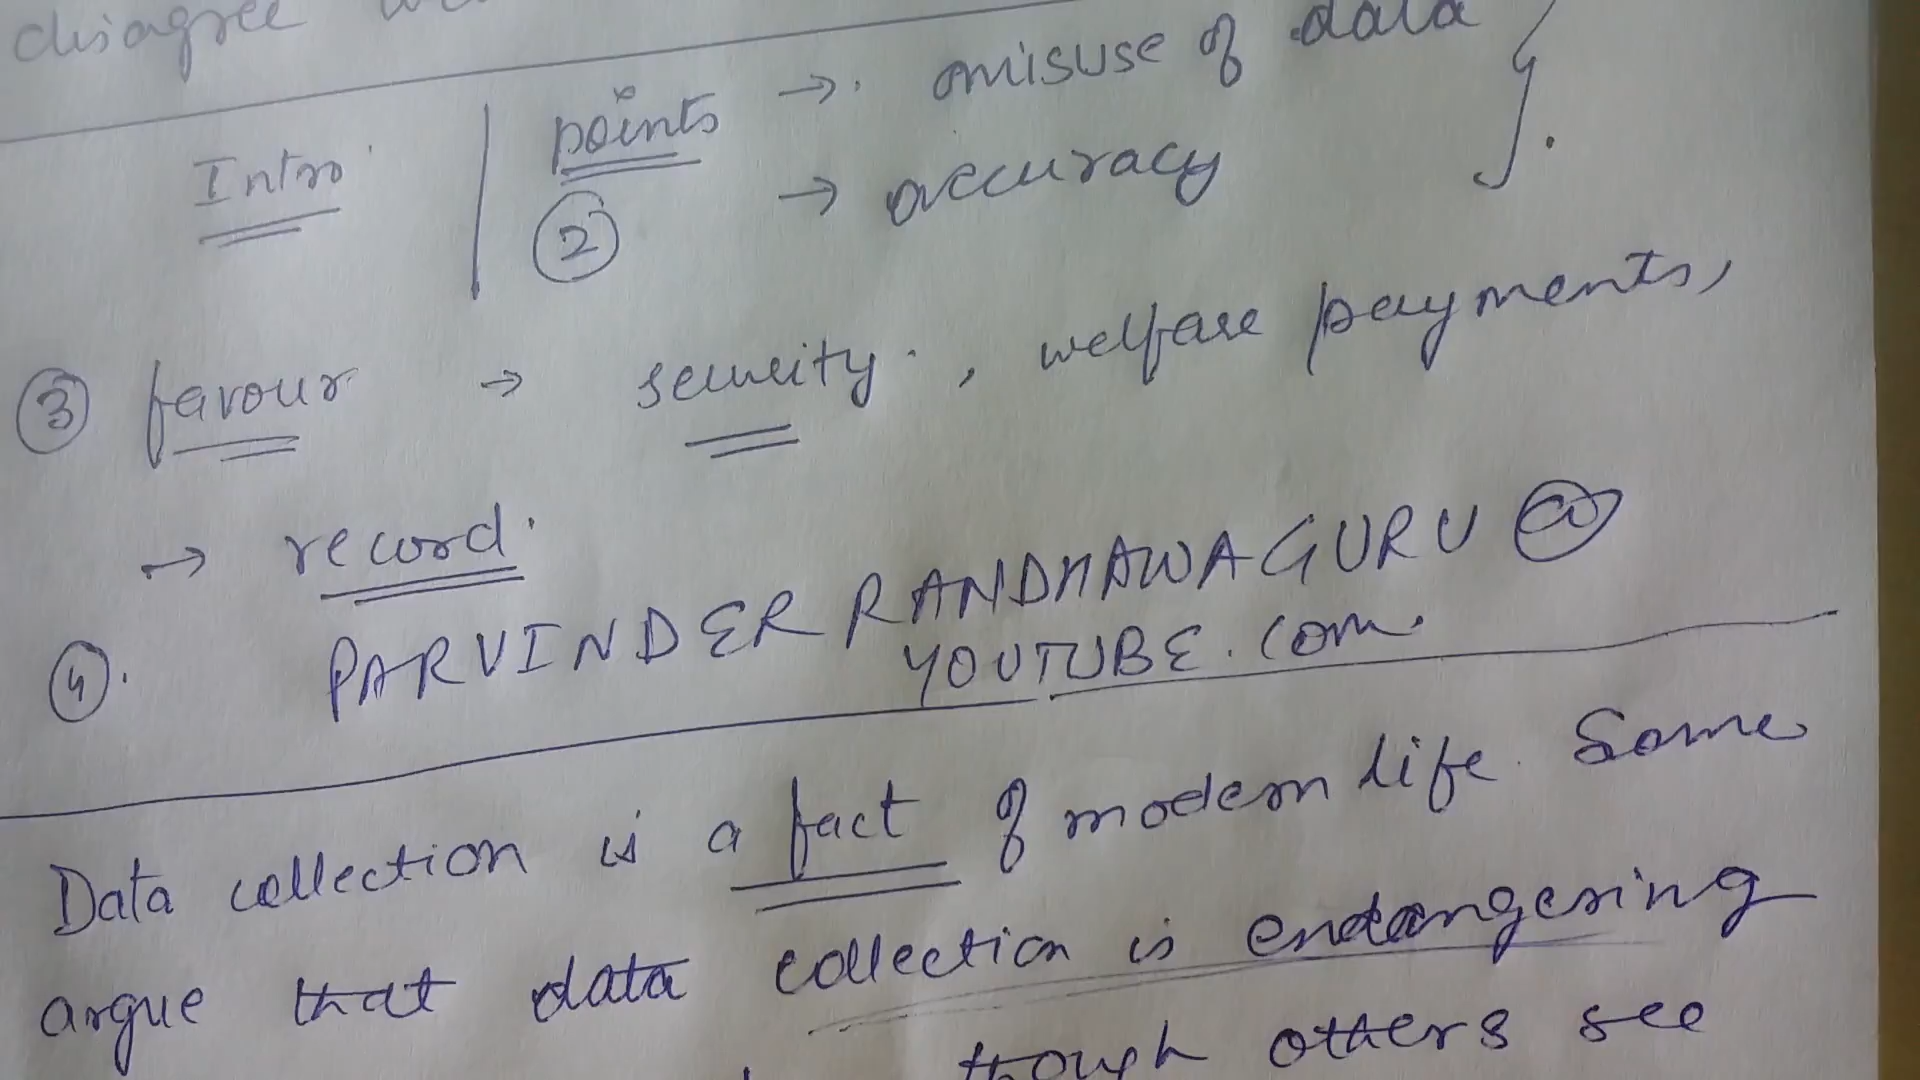 disagree
Intro. | points → misuse of data
② → accuracy
③ favour → security, welfare payments,
→ record.
④. PARVINDER RANDHAWA GURU @
YOUTUBE.com.
Data collection is a fact of modern life. Some
argue that data collection is endangering
though others see